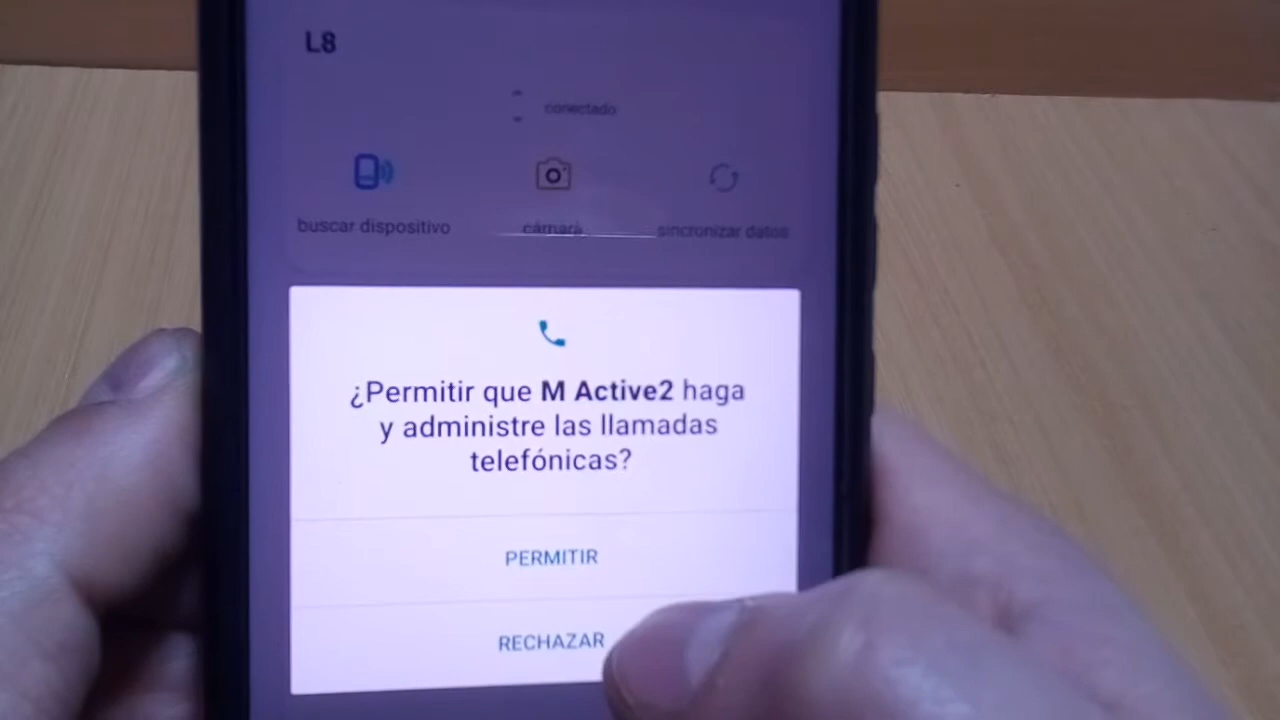 L8
conectado
buscar dispositivo
cámara
sincronizar datos
¿Permitir que M Active2 haga
y administre las llamadas
telefónicas?
PERMITIR
RECHAZAR